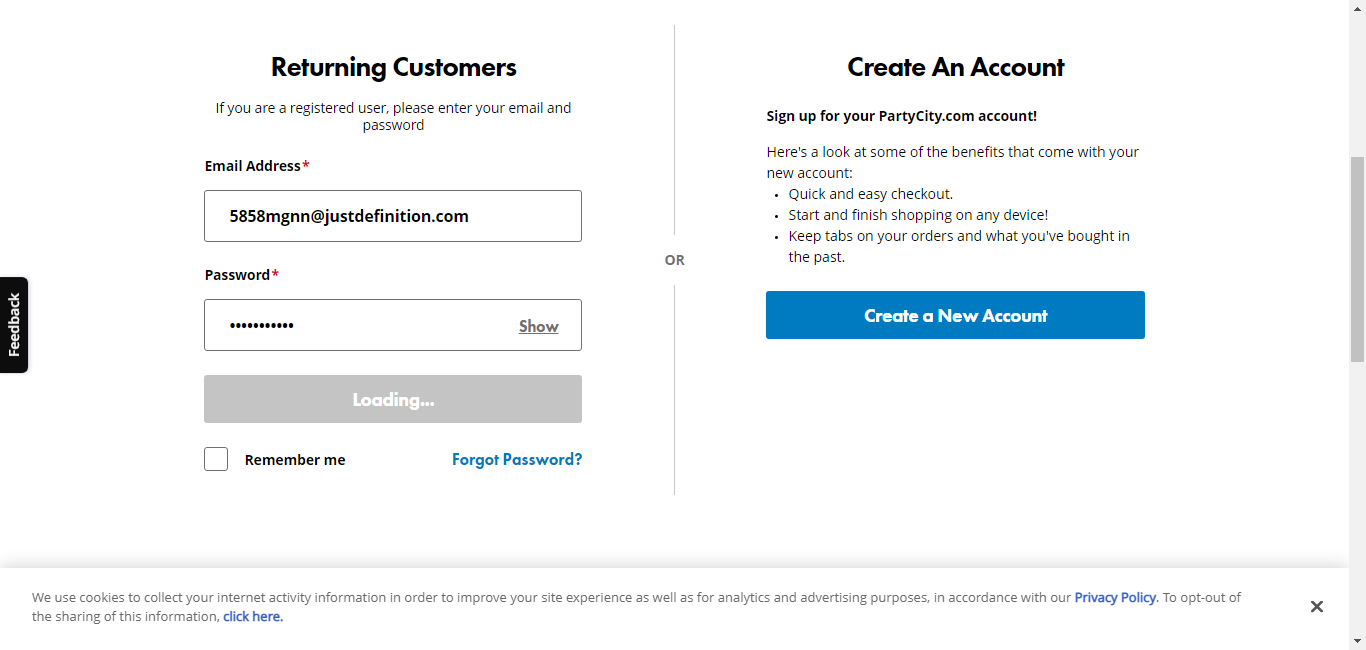 Returning Customers
If you are a registered user, please enter your email and
password
Email Address*
5858mgnn@justdefinition.com
Password*
•••••••••••
Show
Loading...
Remember me
Forgot Password?
OR
Create An Account
Sign up for your PartyCity.com account!
Here's a look at some of the benefits that come with your
new account:
• Quick and easy checkout.
• Start and finish shopping on any device!
• Keep tabs on your orders and what you've bought in
the past.
Create a New Account
Feedback
We use cookies to collect your internet activity information in order to improve your site experience as well as for analytics and advertising purposes, in accordance with our Privacy Policy. To opt-out of
the sharing of this information, click here.